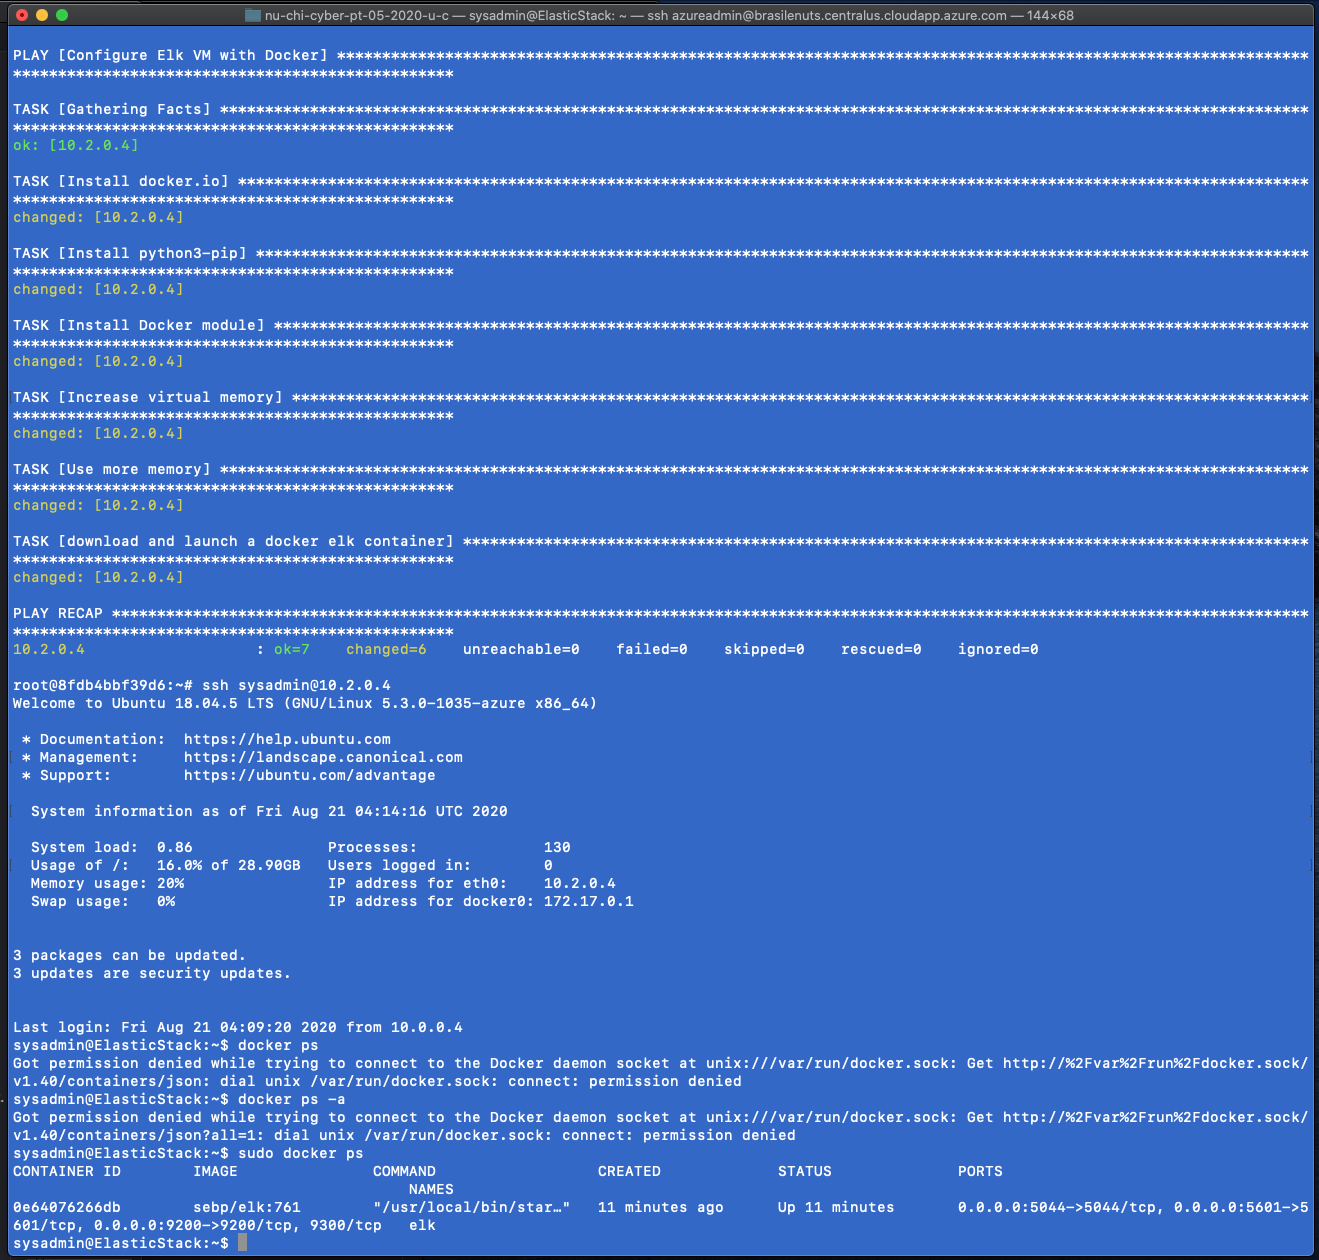 nu-chi-cyber-pt-05-2020-u-c — sysadmin@ElasticStack: ~ — ssh azureadmin@brasilenuts.centralus.cloudapp.azure.com — 144×68
PLAY [Configure Elk VM with Docker] ************************************************************************************************************
*************************************************
TASK [Gathering Facts] *************************************************************************************************************************
*************************************************
ok: [10.2.0.4]
TASK [Install docker.io] ***********************************************************************************************************************
*************************************************
changed: [10.2.0.4]
TASK [Install python3-pip] *********************************************************************************************************************
*************************************************
changed: [10.2.0.4]
TASK [Install Docker module] *******************************************************************************************************************
*************************************************
changed: [10.2.0.4]
TASK [Increase virtual memory] *****************************************************************************************************************
*************************************************
changed: [10.2.0.4]
TASK [Use more memory] *************************************************************************************************************************
*************************************************
changed: [10.2.0.4]
TASK [download and launch a docker elk container] **********************************************************************************************
*************************************************
changed: [10.2.0.4]
PLAY RECAP *************************************************************************************************************************************
*************************************************
10.2.0.4                   : ok=7    changed=6    unreachable=0    failed=0    skipped=0    rescued=0    ignored=0
root@8fdb4bbf39d6:~# ssh sysadmin@10.2.0.4
Welcome to Ubuntu 18.04.5 LTS (GNU/Linux 5.3.0-1035-azure x86_64)
* Documentation:  https://help.ubuntu.com
* Management:     https://landscape.canonical.com
* Support:        https://ubuntu.com/advantage
System information as of Fri Aug 21 04:14:16 UTC 2020
System load:  0.86               Processes:              130
Usage of /:   16.0% of 28.90GB   Users logged in:        0
Memory usage: 20%                IP address for eth0:    10.2.0.4
Swap usage:   0%                 IP address for docker0: 172.17.0.1
3 packages can be updated.
3 updates are security updates.
Last login: Fri Aug 21 04:09:20 2020 from 10.0.0.4
sysadmin@ElasticStack:~$ docker ps
Got permission denied while trying to connect to the Docker daemon socket at unix:///var/run/docker.sock: Get http://%2Fvar%2Frun%2Fdocker.sock/
v1.40/containers/json: dial unix /var/run/docker.sock: connect: permission denied
sysadmin@ElasticStack:~$ docker ps -a
Got permission denied while trying to connect to the Docker daemon socket at unix:///var/run/docker.sock: Get http://%2Fvar%2Frun%2Fdocker.sock/
v1.40/containers/json?all=1: dial unix /var/run/docker.sock: connect: permission denied
sysadmin@ElasticStack:~$ sudo docker ps
CONTAINER ID        IMAGE               COMMAND                  CREATED             STATUS              PORTS
NAMES
0e64076266db        sebp/elk:761        "/usr/local/bin/star…"   11 minutes ago      Up 11 minutes       0.0.0.0:5044->5044/tcp, 0.0.0.0:5601->5
601/tcp, 0.0.0.0:9200->9200/tcp, 9300/tcp   elk
sysadmin@ElasticStack:~$